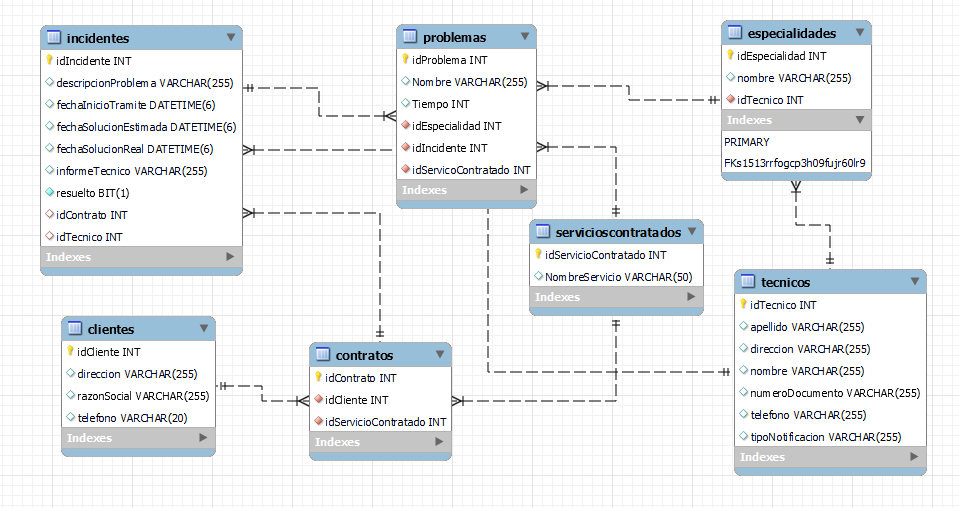 incidentes
idIncidente INT
descripcionProblema VARCHAR(255)
fechaInicioTramite DATETIME(6)
fechaSolucionEstimada DATETIME(6)
fechaSolucionReal DATETIME(6)
informeTecnico VARCHAR(255)
resuelto BIT(1)
idContrato INT
idTecnico INT
Indexes
problemas
idProblema INT
Nombre VARCHAR(255)
Tiempo INT
idEspecialidad INT
idIncidente INT
idServicoContratado INT
Indexes
especialidades
idEspecialidad INT
nombre VARCHAR(255)
idTecnico INT
Indexes
PRIMARY
FKs1513rrfogcp3h09fujr60lr9
servicioscontratados
idServicioContratado INT
NombreServicio VARCHAR(50)
Indexes
tecnicos
idTecnico INT
apellido VARCHAR(255)
direccion VARCHAR(255)
nombre VARCHAR(255)
numeroDocumento VARCHAR(255)
telefono VARCHAR(255)
tipoNotificacion VARCHAR(255)
Indexes
clientes
idCliente INT
direccion VARCHAR(255)
razonSocial VARCHAR(255)
telefono VARCHAR(20)
Indexes
contratos
idContrato INT
idCliente INT
idServicioContratado INT
Indexes